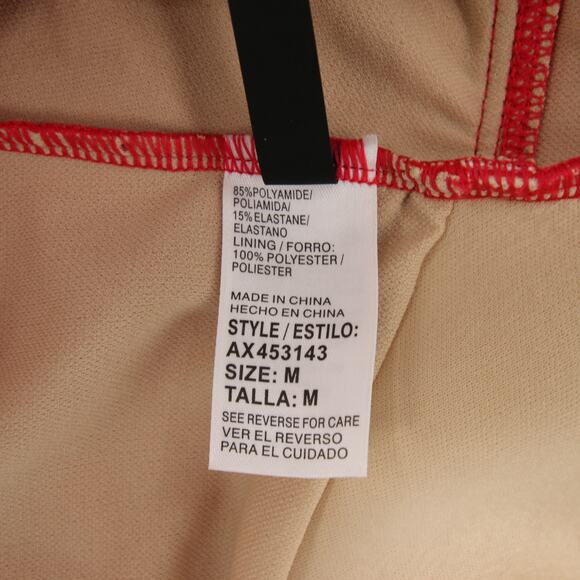 85%POLYAMIDE/
POLIAMIDA/
15%ELASTANE/
ELASTANO
LINING / FORRO:
100% POLYESTER /
POLIESTER
MADE IN CHINA
HECHO EN CHINA
STYLE / ESTILO:
AX453143
SIZE: M
TALLA: M
SEE REVERSE FOR CARE
VER EL REVERSO
PARA EL CUIDADO